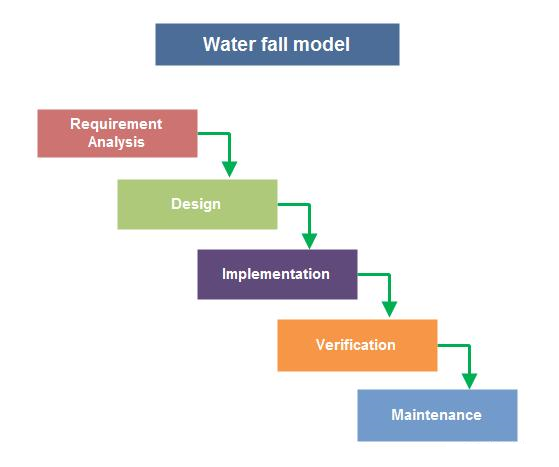 Water fall model
Requirement
Analysis
Design
Implementation
Verification
Maintenance